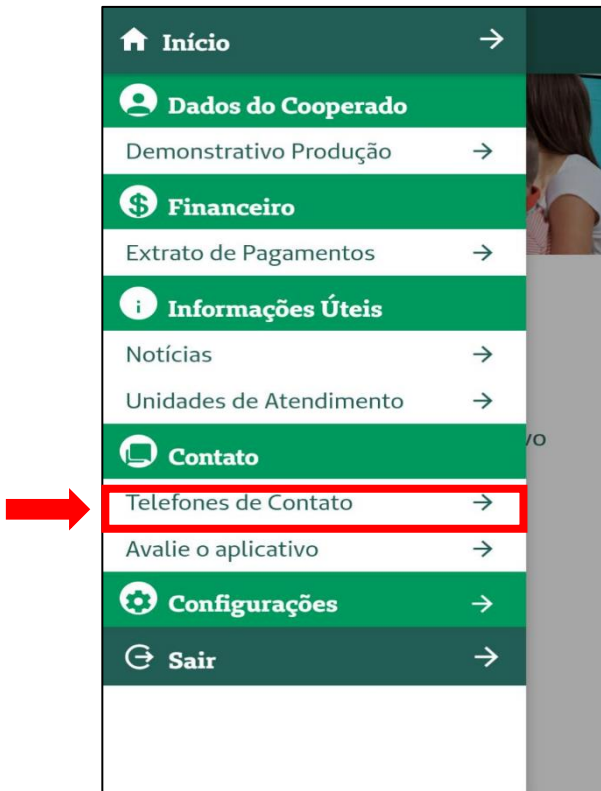 Início
Dados do Cooperado
Demonstrativo Produção
Financeiro
Extrato de Pagamentos
Informações Úteis
Notícias
Unidades de Atendimento
Contato
Telefones de Contato
Avalie o aplicativo
Configurações
Sair